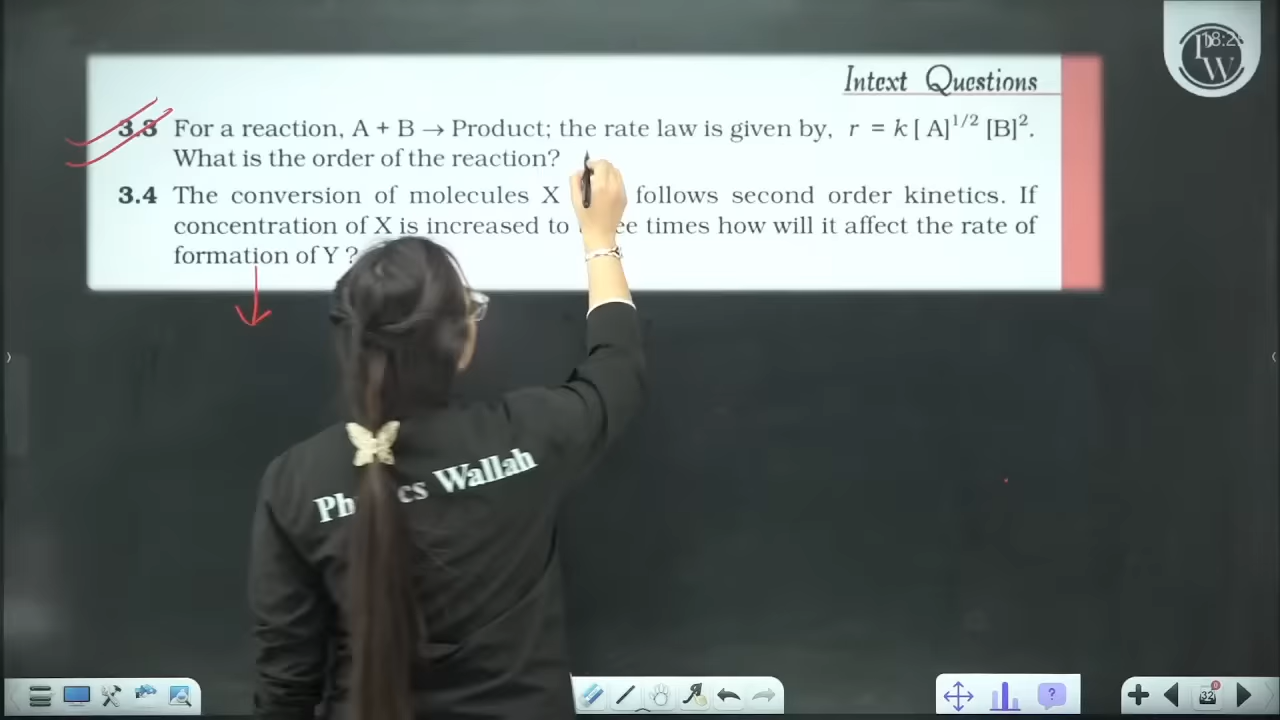 Intext Questions
3.3 For a reaction, A + B → Product; the rate law is given by, r = k [ A]^1/2 [B]^2.
What is the order of the reaction?
3.4 The conversion of molecules X follows second order kinetics. If
concentration of X is increased to times how will it affect the rate of
formation of Y ?
Wallah
32